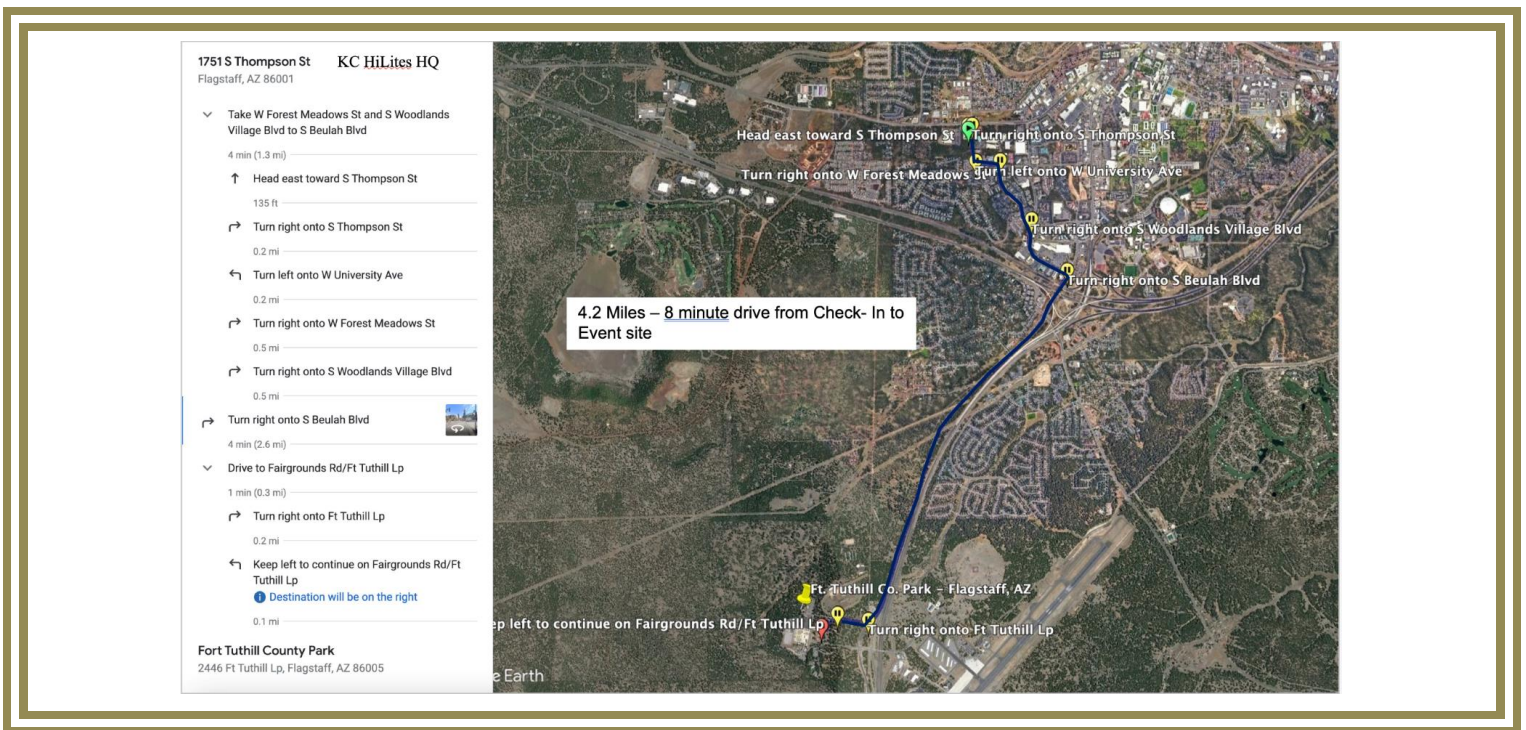 1751 S Thompson St
KC HiLites HQ
Flagstaff, AZ 86001
Take W Forest Meadows St and S Woodlands
Village Blvd to S Beulah Blvd
4 min (1.3 mi)
Head east toward S Thompson St
135 ft
Turn right onto S Thompson St
0.2 mi
Turn left onto W University Ave
0.2 mi
Turn right onto W Forest Meadows St
0.5 mi
Turn right onto S Woodlands Village Blvd
0.5 mi
Turn right onto S Beulah Blvd
4 min (2.6 mi)
Drive to Fairgrounds Rd/Ft Tuthill Lp
1 min (0.3 mi)
Turn right onto Ft Tuthill Lp
0.2 mi
Keep left to continue on Fairgrounds Rd/Ft
Tuthill Lp
Destination will be on the right
0.1 mi
Fort Tuthill County Park
2446 Ft Tuthill Lp, Flagstaff, AZ 86005
Head east toward S Thompson St
Turn right onto S Thompson St
Turn right onto W Forest Meadows St
Turn left onto W University Ave
Turn right onto S Woodlands Village Blvd
Turn right onto S Beulah Blvd
4.2 Miles – 8 minute drive from Check- In to
Event site
Ft. Tuthill Co. Park – Flagstaff, AZ
ep left to continue on Fairgrounds Rd/Ft Tuthill Lp
Turn right onto Ft Tuthill Lp
e Earth